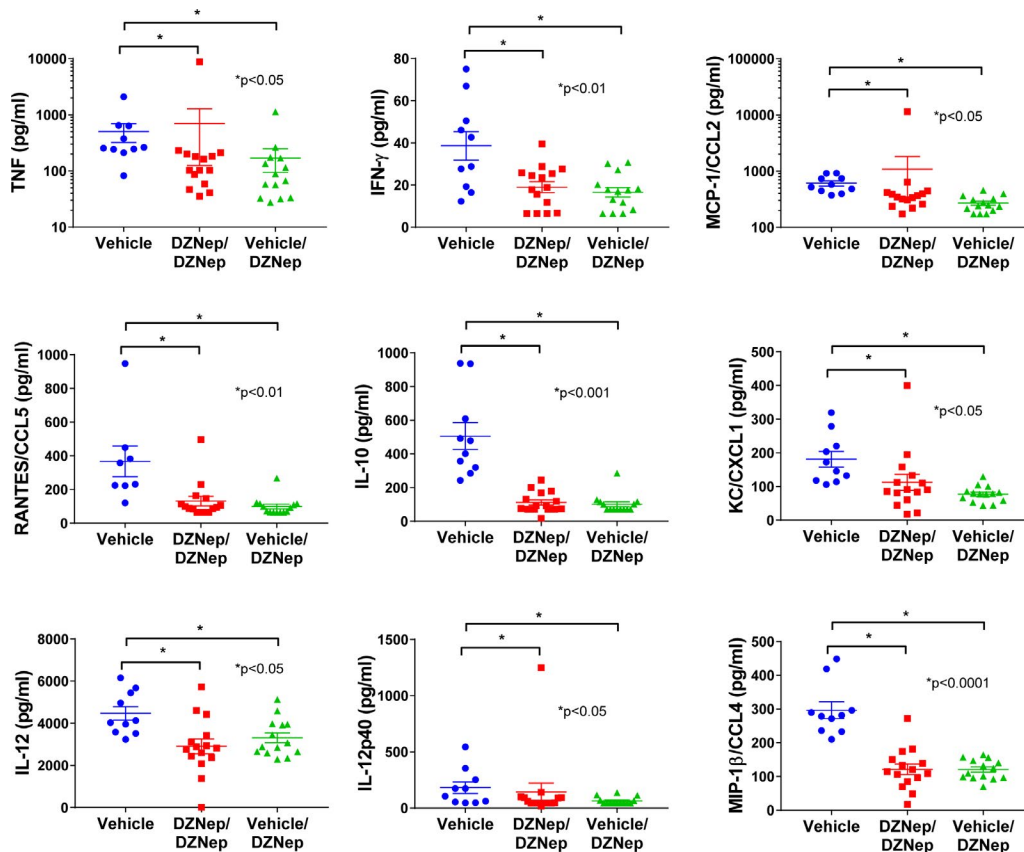 *
*
TNF (pg/ml)
10000
1000
100
10
*p<0.05
Vehicle
DZNep/
DZNep
Vehicle/
DZNep
*
*
IFN-γ (pg/ml)
80
60
40
20
0
*p<0.01
Vehicle
DZNep/
DZNep
Vehicle/
DZNep
*
*
MCP-1/CCL2 (pg/ml)
100000
10000
1000
100
*p<0.05
Vehicle
DZNep/
DZNep
Vehicle/
DZNep
*
*
RANTES/CCL5 (pg/ml)
1000
800
600
400
200
0
*p<0.01
Vehicle
DZNep/
DZNep
Vehicle/
DZNep
*
*
IL-10 (pg/ml)
1000
800
600
400
200
0
*p<0.001
Vehicle
DZNep/
DZNep
Vehicle/
DZNep
*
*
KC/CXCL1 (pg/ml)
500
400
300
200
100
0
*p<0.05
Vehicle
DZNep/
DZNep
Vehicle/
DZNep
*
*
IL-12 (pg/ml)
8000
6000
4000
2000
0
*p<0.05
Vehicle
DZNep/
DZNep
Vehicle/
DZNep
*
*
IL-12p40 (pg/ml)
1500
1000
500
0
*p<0.05
Vehicle
DZNep/
DZNep
Vehicle/
DZNep
*
*
MIP-1β/CCL4 (pg/ml)
500
400
300
200
100
0
*p<0.0001
Vehicle
DZNep/
DZNep
Vehicle/
DZNep